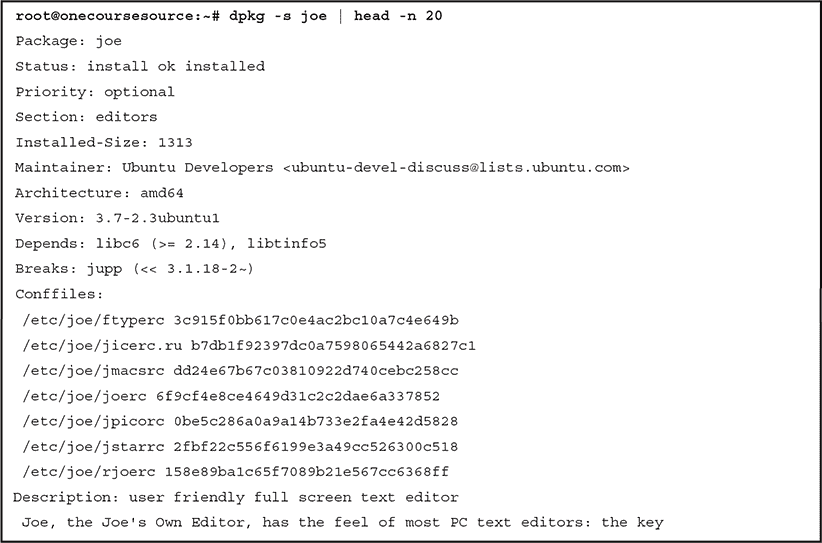 root@onecoursesource:~# dpkg -s joe | head -n 20
Package: joe
Status: install ok installed
Priority: optional
Section: editors
Installed-Size: 1313
Maintainer: Ubuntu Developers <ubuntu-devel-discuss@lists.ubuntu.com>
Architecture: amd64
Version: 3.7-2.3ubuntu1
Depends: libc6 (>= 2.14), libtinfo5
Breaks: jupp (<< 3.1.18-2~)
Conffiles:
/etc/joe/ftyperc 3c915f0bb617c0e4ac2bc10a7c4e649b
/etc/joe/jicerc.ru b7db1f92397dc0a7598065442a6827c1
/etc/joe/jmacsrc dd24e67b67c03810922d740cebc258cc
/etc/joe/joerc 6f9cf4e8ce4649d31c2c2dae6a337852
/etc/joe/jpicorc 0be5c286a0a9a14b733e2fa4e42d5828
/etc/joe/jstarrc 2fbf22c556f6199e3a49cc526300c518
/etc/joe/rjoerc 158e89ba1c65f7089b21e567cc6368ff
Description: user friendly full screen text editor
Joe, the Joe's Own Editor, has the feel of most PC text editors: the key